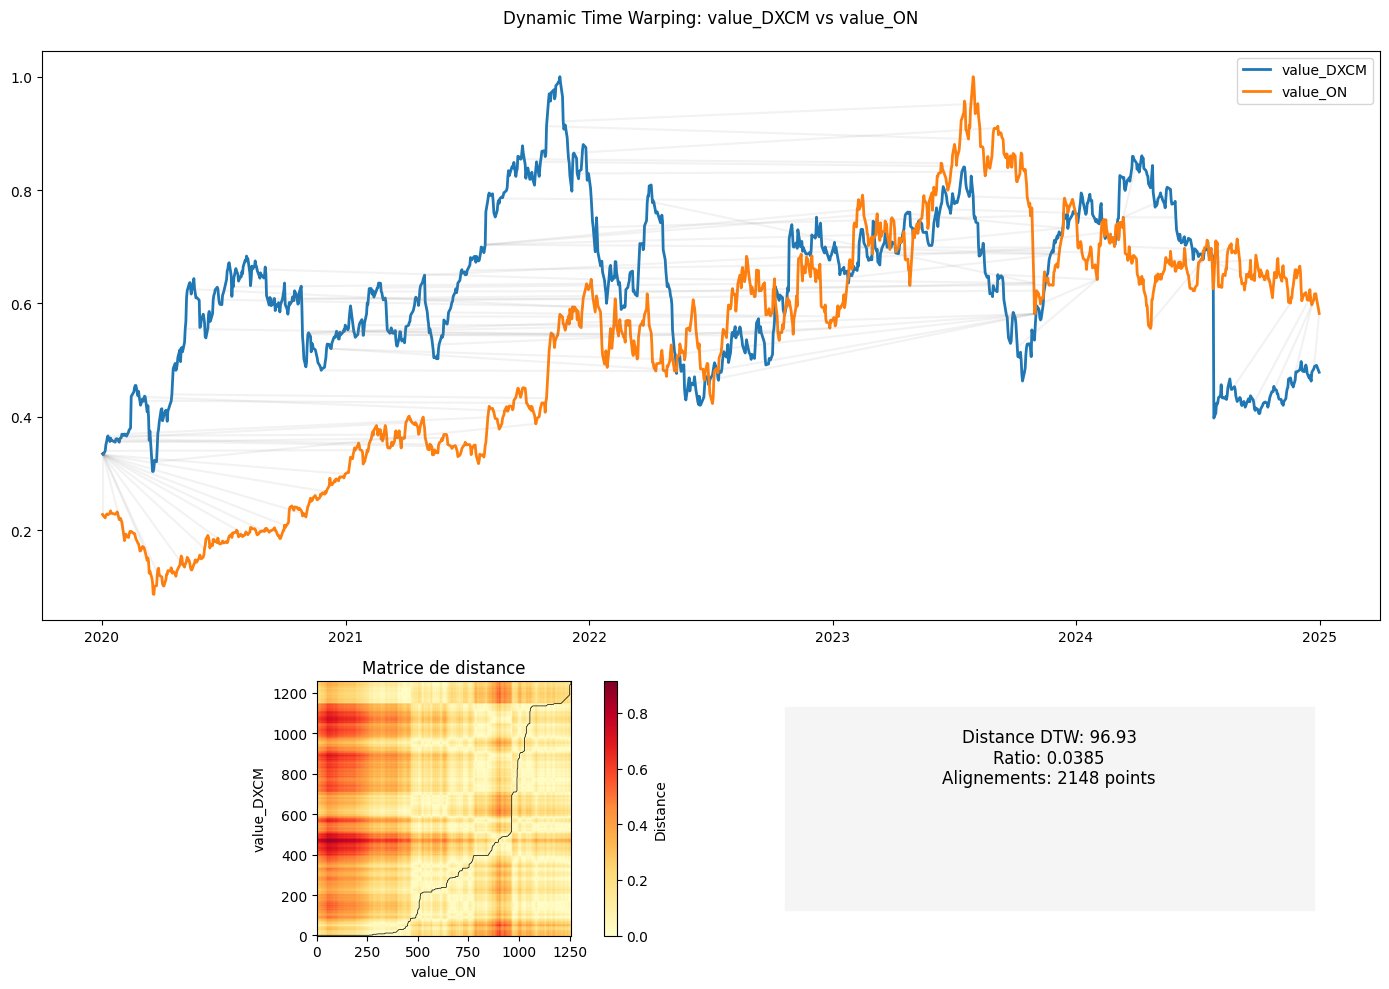 Dynamic Time Warping: value_DXCM vs value_ON
value_DXCM
value_ON
1.0
0.8
0.6
0.4
0.2
2020 2021 2022 2023 2024 2025
Matrice de distance
value_DXCM
1200
1000
800
600
400
200
0
0 250 500 750 1000 1250
value_ON
0.8
0.6
0.4
0.2
0.0
Distance
Distance DTW: 96.93
Ratio: 0.0385
Alignements: 2148 points